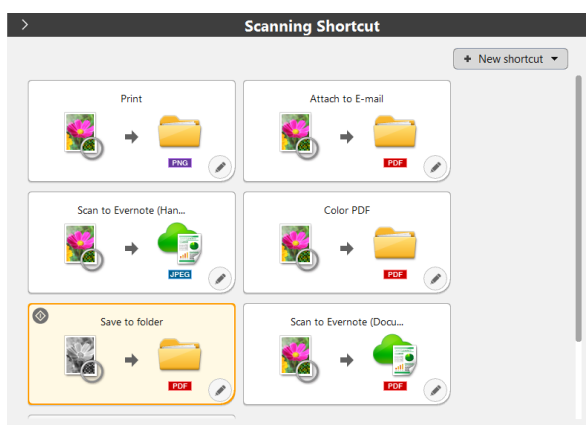 Scanning Shortcut
+ New shortcut
Print
PNG
Attach to E-mail
PDF
Scan to Evernote (Han...
JPEG
Color PDF
PDF
Save to folder
PDF
Scan to Evernote (Docu...
PDF